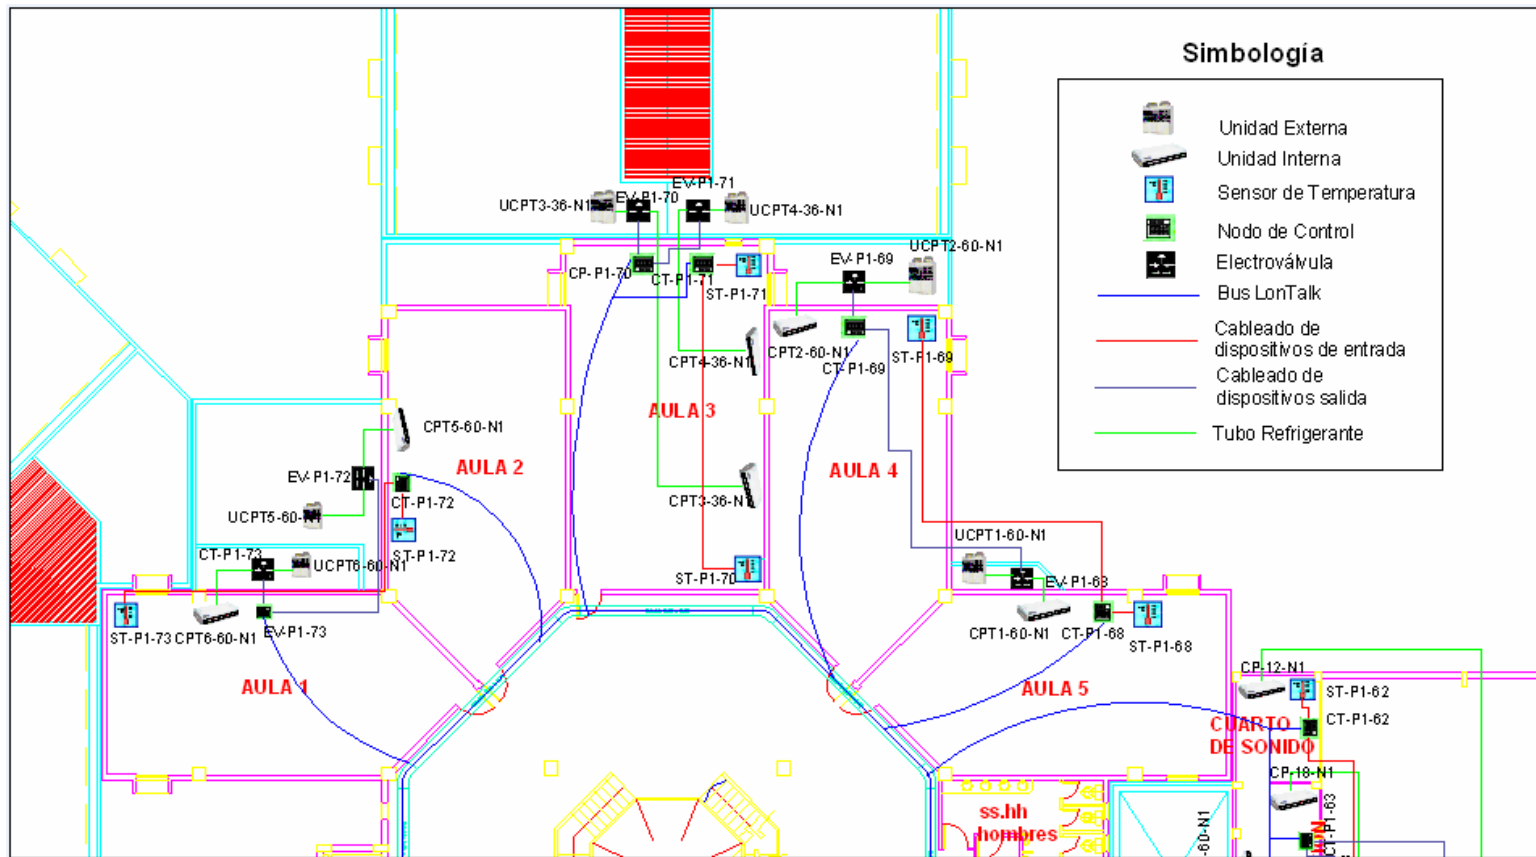 Simbología
Unidad Externa
Unidad Interna
Sensor de Temperatura
Nodo de Control
Electroválvula
Bus LonTalk
Cableado de
dispositivos de entrada
Cableado de
dispositivos salida
Tubo Refrigerante
EV-P1-71
UCPT3-36-N1
EV-P1-70
UCPT4-36-N1
UCPT2-60-N1
EV-P1-69
CP-P1-70
CT-P1-71
ST-P1-71
CPT4-36-N1
CPT2-60-N1
CT-P1-69
ST-P1-69
AULA 3
CPT5-60-N1
AULA 2
AULA 4
EV-P1-72
CT-P1-72
CPT3-36-N1
UCPT5-60-N1
ST-P1-72
CT-P1-73
UCPT6-60-N1
UCPT1-60-N1
ST-P1-70
EV-P1-68
ST-P1-73
CPT6-60-N1
EV-P1-73
CPT1-60-N1
CT-P1-68
ST-P1-68
AULA 1
AULA 5
CP-12-N1
ST-P1-62
CT-P1-62
CUARTO
DE SONIDO
CP-18-N1
CT-P1-63
ss.hh
hombres
-60-N1